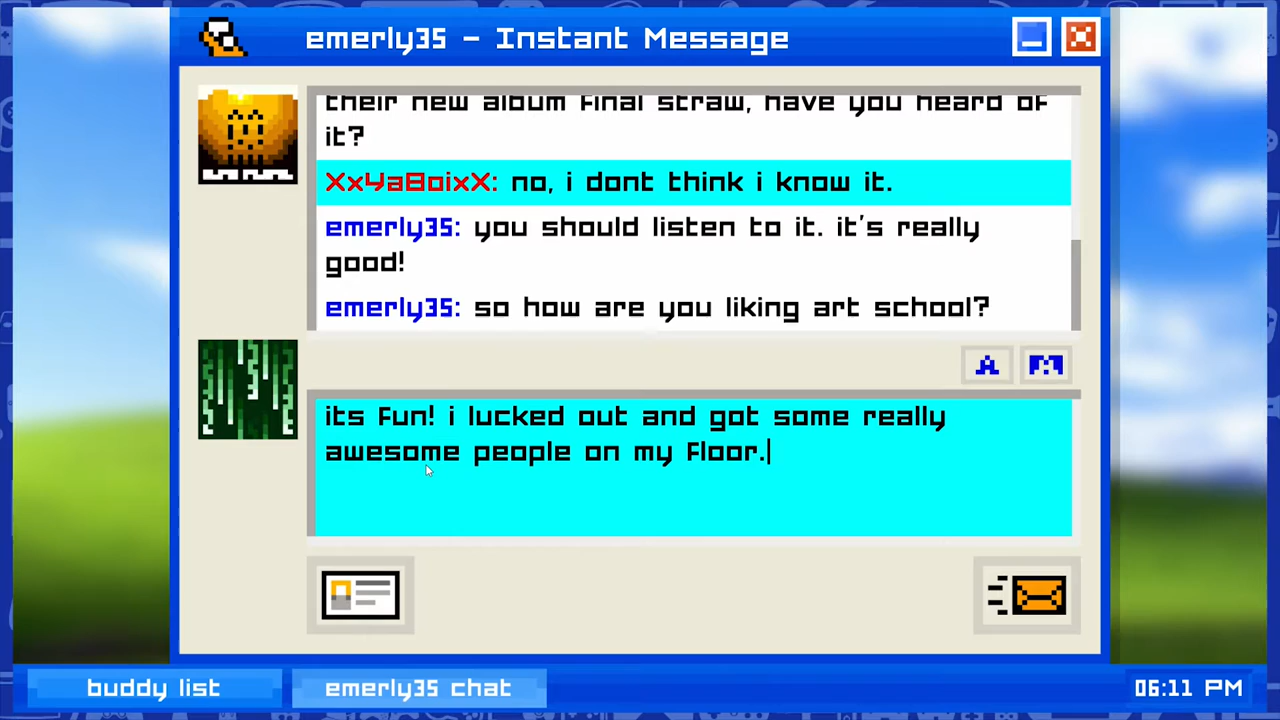 emerly35 - Instant Message
their new album final straw, have you heard of
it?
XxYaBoixX: no, i dont think i know it.
emerly35: you should listen to it. it's really
good!
emerly35: so how are you liking art school?
A
its fun! i lucked out and got some really
awesome people on my floor.
buddy list
emerly35 chat
06:11 PM